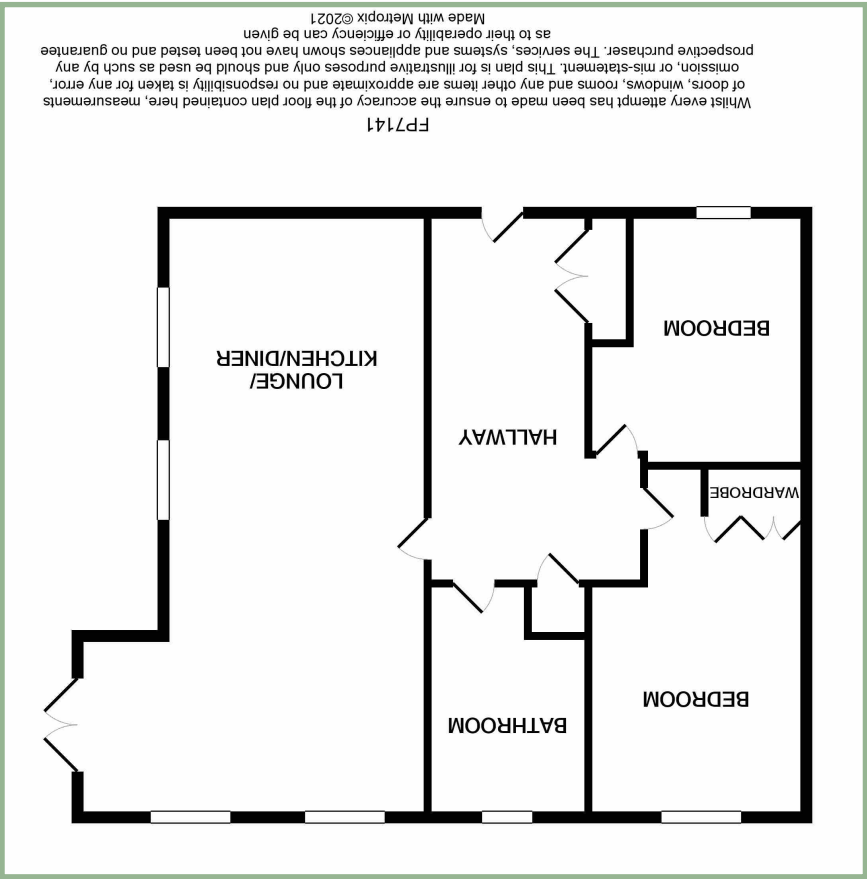 BATHROOM
BEDROOM
WARDROBE
HALLWAY
LOUNGE/
KITCHEN/DINER
BEDROOM
FP7141
Whilst every attempt has been made to ensure the accuracy of the floor plan contained here, measurements
of doors, windows, rooms and any other items are approximate and no responsibility is taken for any error,
omission, or mis-statement. This plan is for illustrative purposes only and should be used as such by any
prospective purchaser. The services, systems and appliances shown have not been tested and no guarantee
as to their operability or efficiency can be given
Made with Metropix ©2021